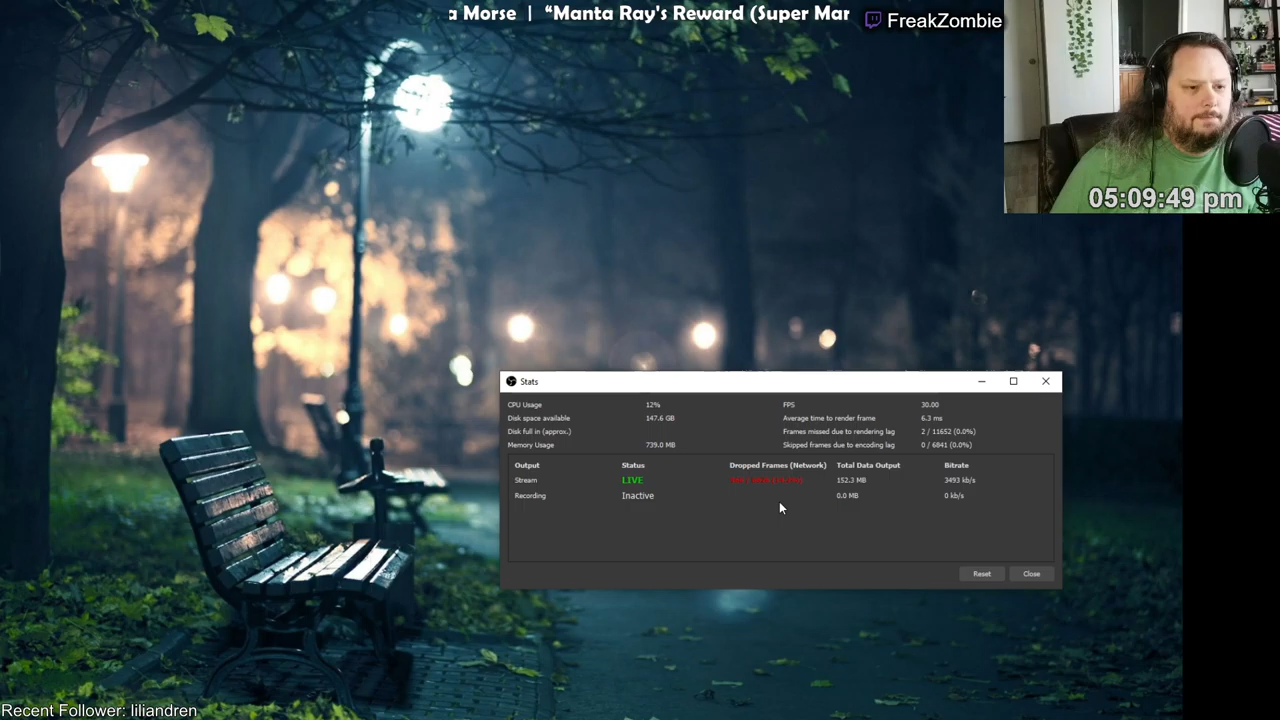 a Morse | “Manta Ray's Reward (Super Mar
FreakZombie
05:09:49 pm
Stats
CPU Usage 12% FPS 30.00
Disk space available 147.6 GB Average time to render frame 6.3 ms
Disk full in (approx.) Frames missed due to rendering lag 2 / 11652 (0.0%)
Memory Usage 739.0 MB Skipped frames due to encoding lag 0 / 6841 (0.0%)
Output Status Dropped Frames (Network) Total Data Output Bitrate
Stream LIVE 152.3 MB 3493 kb/s
Recording Inactive 0.0 MB 0 kb/s
Reset Close
Recent Follower: liliandren